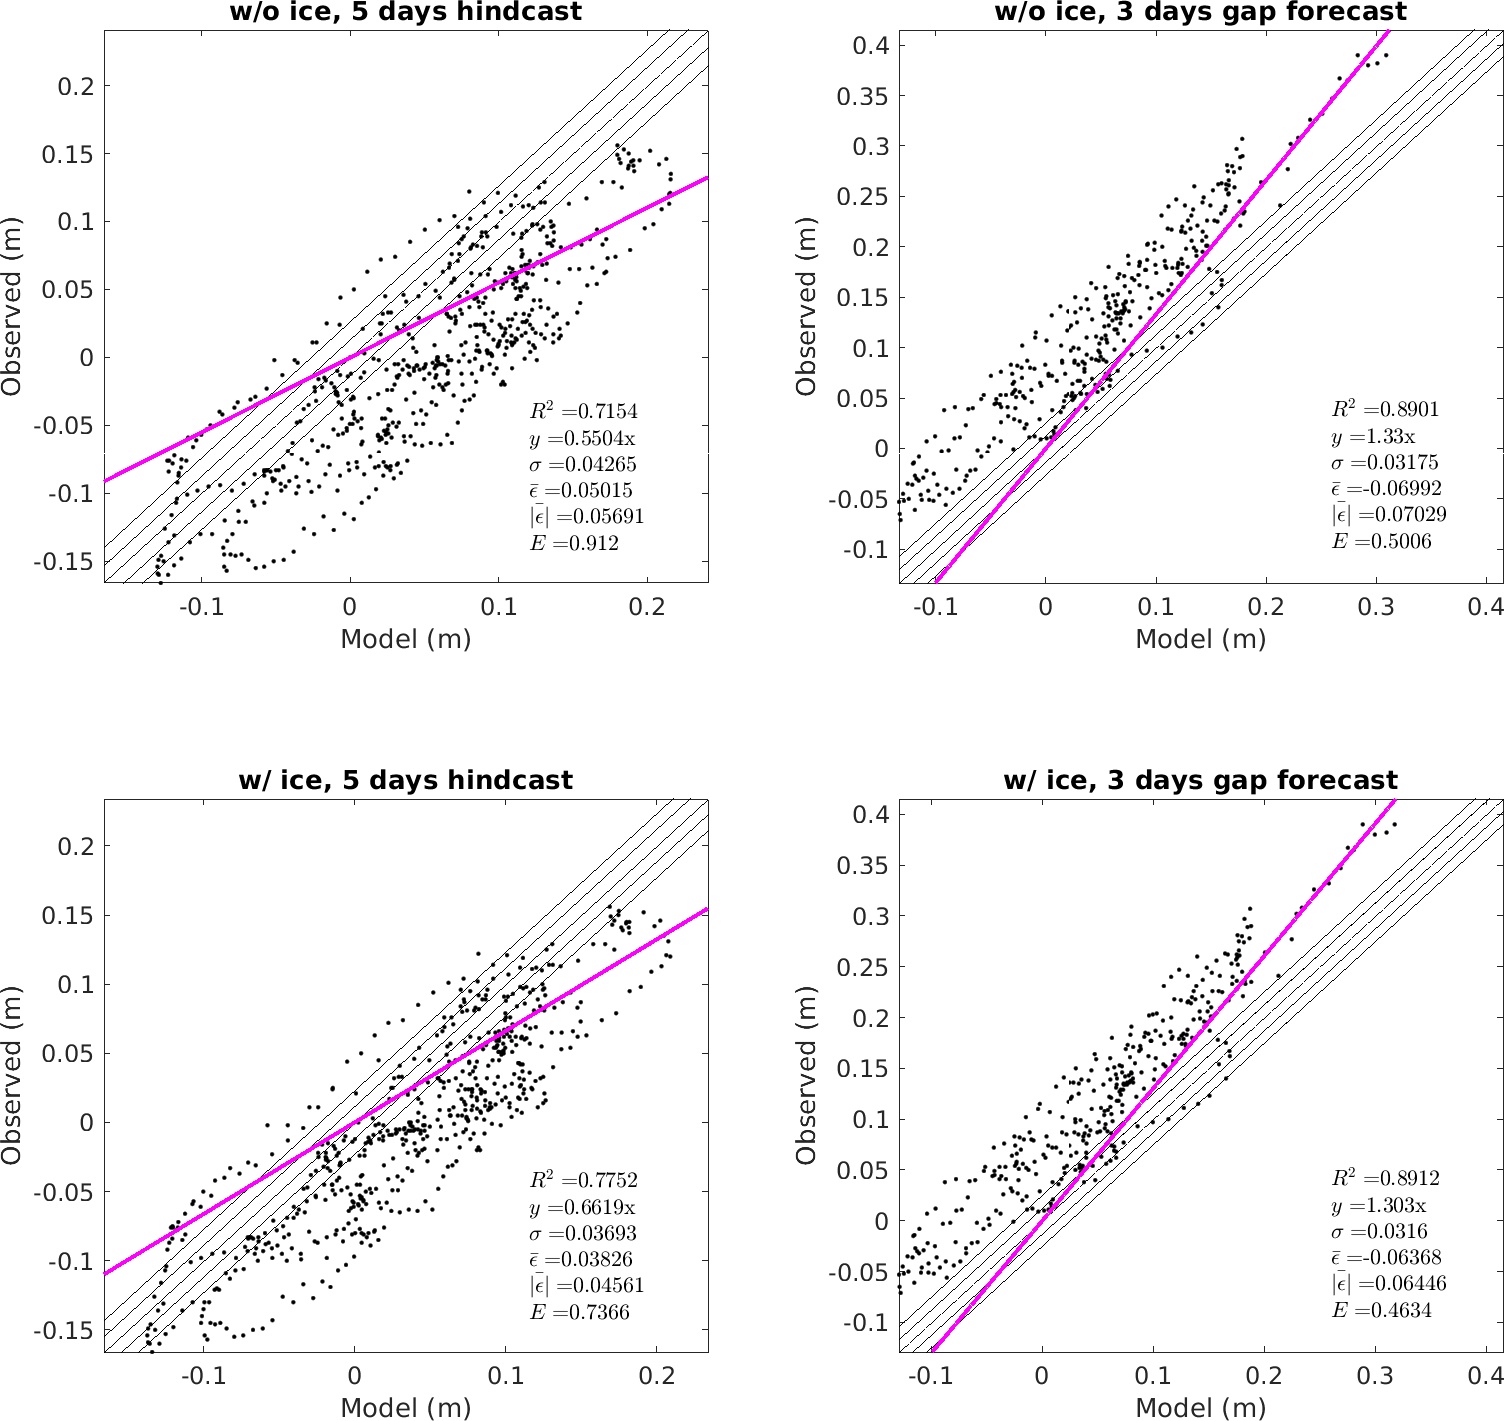 w/o ice, 5 days hindcast
0.2
0.15
0.1
0.05
0
-0.05
-0.1
-0.15
Observed (m)
R² =0.7154
y =0.5504x
σ =0.04265
ϵ̄ =0.05015
|ϵ̄| =0.05691
E =0.912
-0.1 0 0.1 0.2
Model (m)
w/o ice, 3 days gap forecast
0.4
0.35
0.3
0.25
0.2
0.15
0.1
0.05
0
-0.05
-0.1
Observed (m)
R² =0.8901
y =1.33x
σ =0.03175
ϵ̄ =-0.06992
|ϵ̄| =0.07029
E =0.5006
-0.1 0 0.1 0.2 0.3 0.4
Model (m)
w/ ice, 5 days hindcast
0.2
0.15
0.1
0.05
0
-0.05
-0.1
-0.15
Observed (m)
R² =0.7752
y =0.6619x
σ =0.03693
ϵ̄ =0.03826
|ϵ̄| =0.04561
E =0.7366
-0.1 0 0.1 0.2
Model (m)
w/ ice, 3 days gap forecast
0.4
0.35
0.3
0.25
0.2
0.15
0.1
0.05
0
-0.05
-0.1
Observed (m)
R² =0.8912
y =1.303x
σ =0.0316
ϵ̄ =-0.06368
|ϵ̄| =0.06446
E =0.4634
-0.1 0 0.1 0.2 0.3 0.4
Model (m)